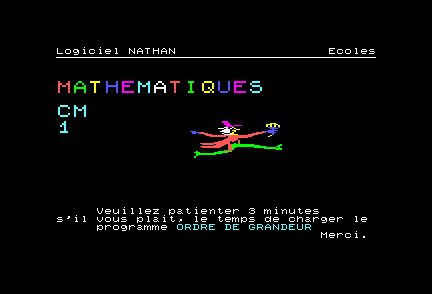 Logiciel NATHAN Ecoles
MATHEMATIQUES
CM
1
Veuillez patienter 3 minutes
s'il vous plait, le temps de charger le
programme ORDRE DE GRANDEUR
Merci.